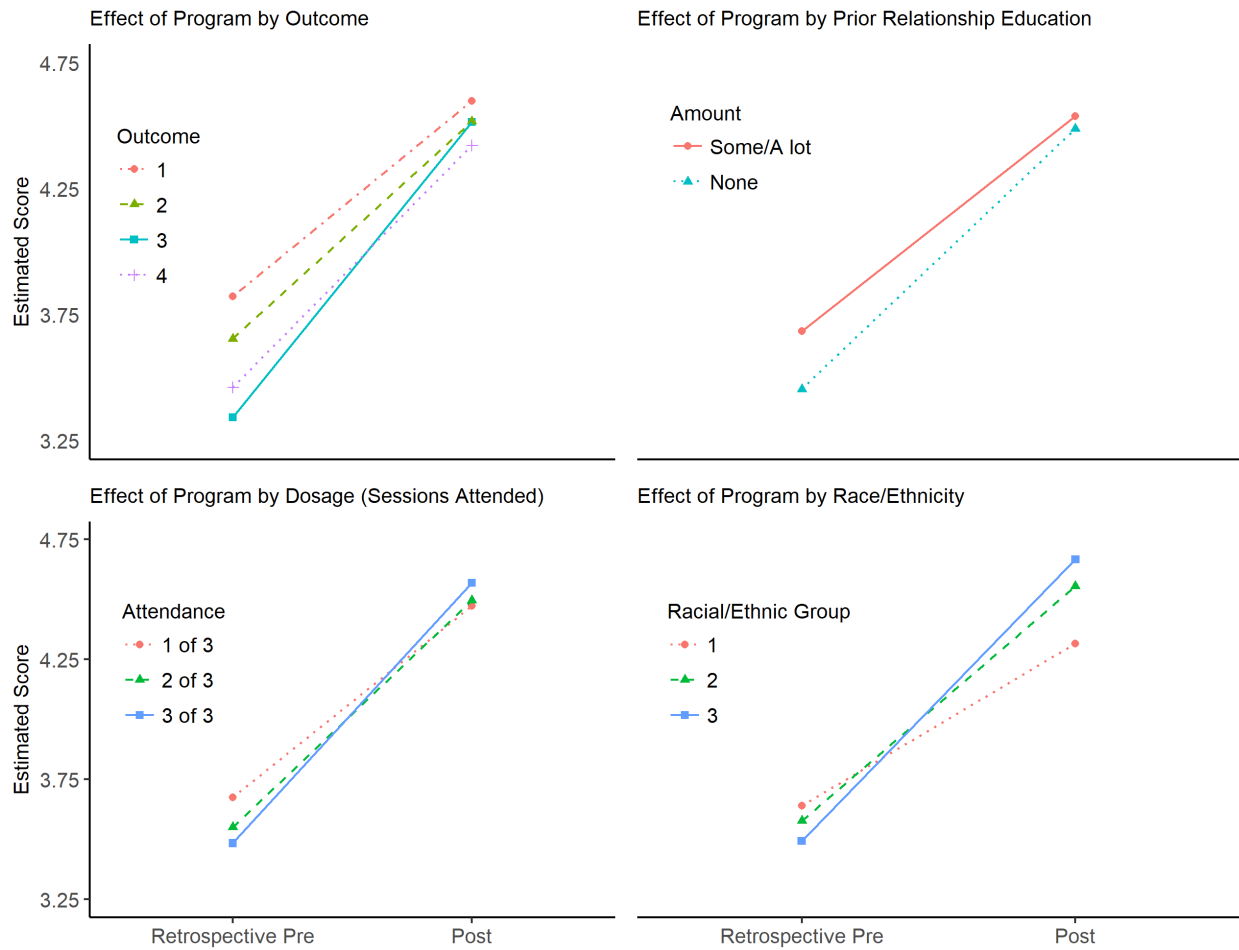 Effect of Program by Outcome
4.75
4.25
3.75
3.25
Estimated Score
Outcome
1
2
3
4
Effect of Program by Prior Relationship Education
Amount
Some/A lot
None
Effect of Program by Dosage (Sessions Attended)
4.75
4.25
3.75
3.25
Estimated Score
Attendance
1 of 3
2 of 3
3 of 3
Retrospective Pre
Post
Effect of Program by Race/Ethnicity
Racial/Ethnic Group
1
2
3
Retrospective Pre
Post